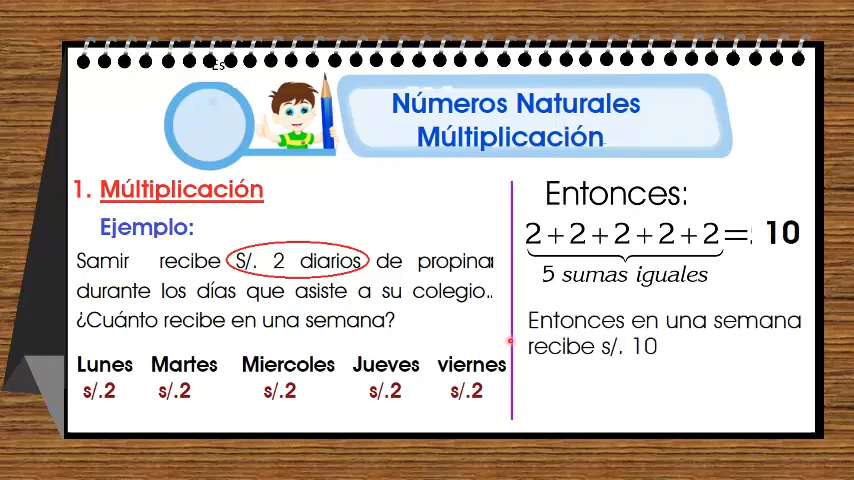 Es
Números Naturales
Múltiplicación
1. Múltiplicación
Ejemplo:
Samir recibe S/. 2 diarios de propina
durante los días que asiste a su colegio..
¿Cuánto recibe en una semana?
Lunes Martes Miercoles Jueves viernes
s/.2 s/.2 s/.2 s/.2 s/.2
Entonces:
2+2+2+2+2=: 10
5 sumas iguales
Entonces en una semana
recibe s/. 10